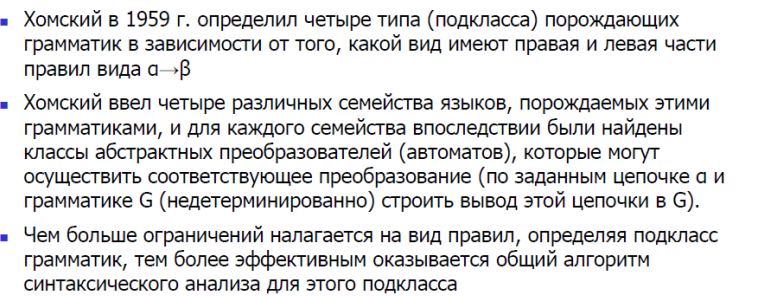 Хомский в 1959 г. определил четыре типа (подкласса) порождающих
грамматик в зависимости от того, какой вид имеют правая и левая части
правил вида α→β
Хомский ввел четыре различных семейства языков, порождаемых этими
грамматиками, и для каждого семейства впоследствии были найдены
классы абстрактных преобразователей (автоматов), которые могут
осуществить соответствующее преобразование (по заданным цепочке α и
грамматике G (недетерминированно) строить вывод этой цепочки в G).
Чем больше ограничений налагается на вид правил, определяя подкласс
грамматик, тем более эффективным оказывается общий алгоритм
синтаксического анализа для этого подкласса